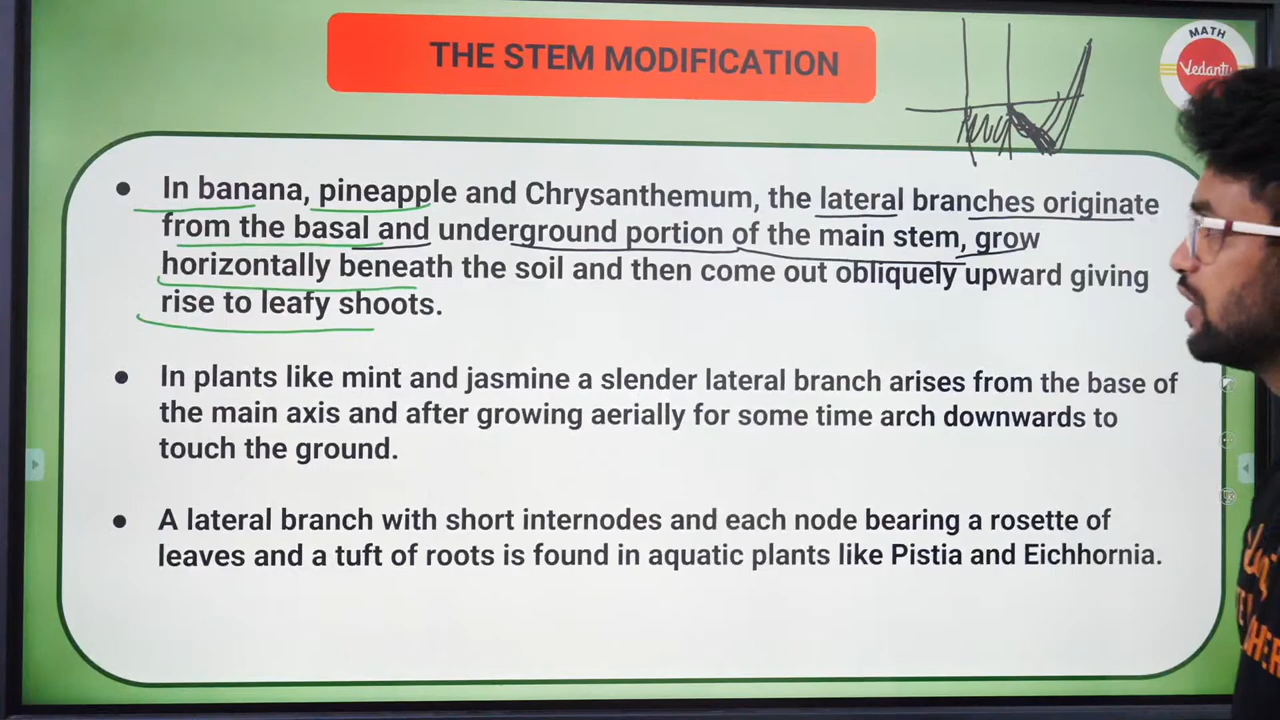 THE STEM MODIFICATION
MATH
Vedantu
● In banana, pineapple and Chrysanthemum, the lateral branches originate
from the basal and underground portion of the main stem, grow
horizontally beneath the soil and then come out obliquely upward giving
rise to leafy shoots.
● In plants like mint and jasmine a slender lateral branch arises from the base of
the main axis and after growing aerially for some time arch downwards to
touch the ground.
● A lateral branch with short internodes and each node bearing a rosette of
leaves and a tuft of roots is found in aquatic plants like Pistia and Eichhornia.